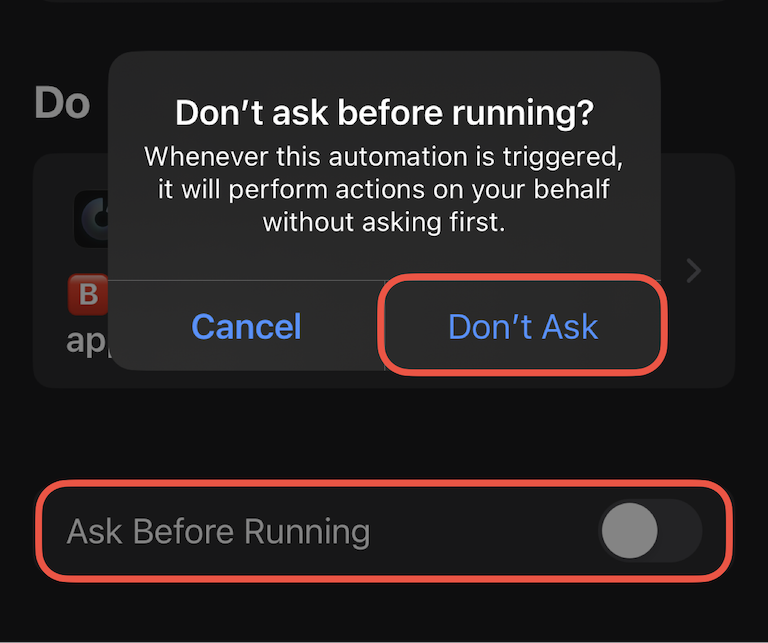 Do
Don’t ask before running?
Whenever this automation is triggered,
it will perform actions on your behalf
without asking first.
B
Cancel
Don’t Ask
Ask Before Running